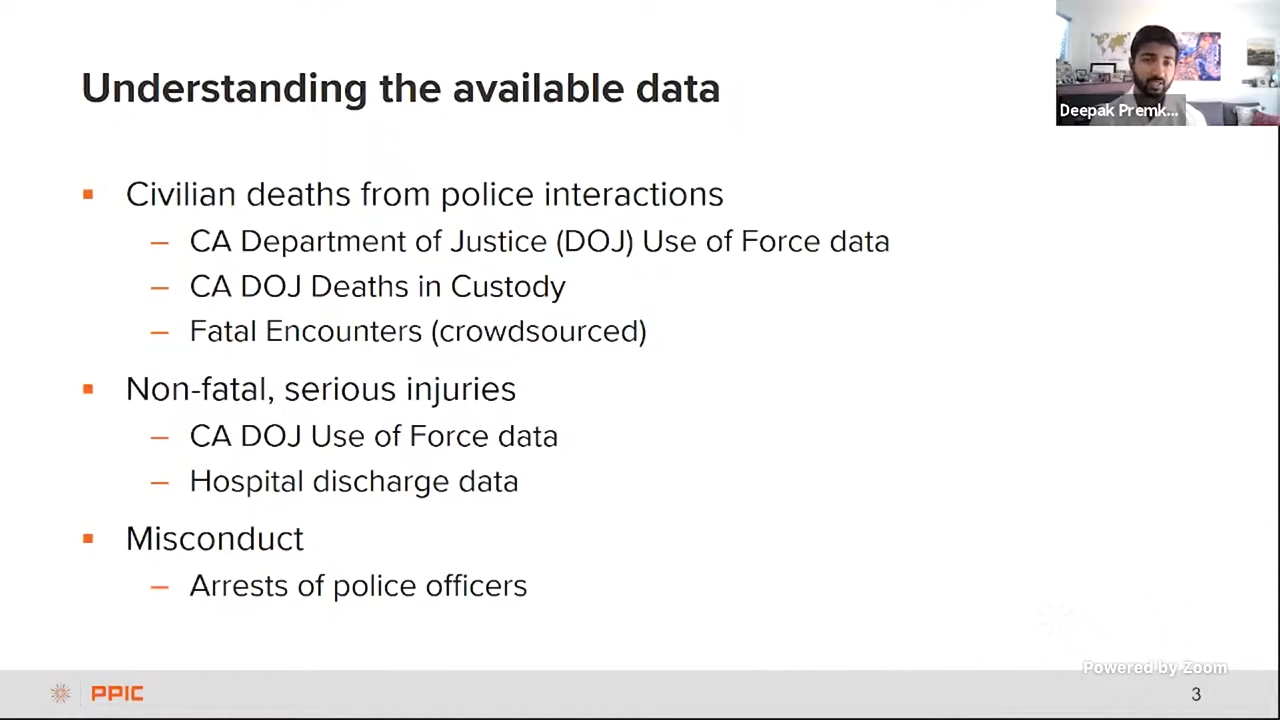 Understanding the available data
Deepak Premk...
Civilian deaths from police interactions
– CA Department of Justice (DOJ) Use of Force data
– CA DOJ Deaths in Custody
– Fatal Encounters (crowdsourced)
Non-fatal, serious injuries
– CA DOJ Use of Force data
– Hospital discharge data
Misconduct
– Arrests of police officers
Powered by Zoom
PPIC
3